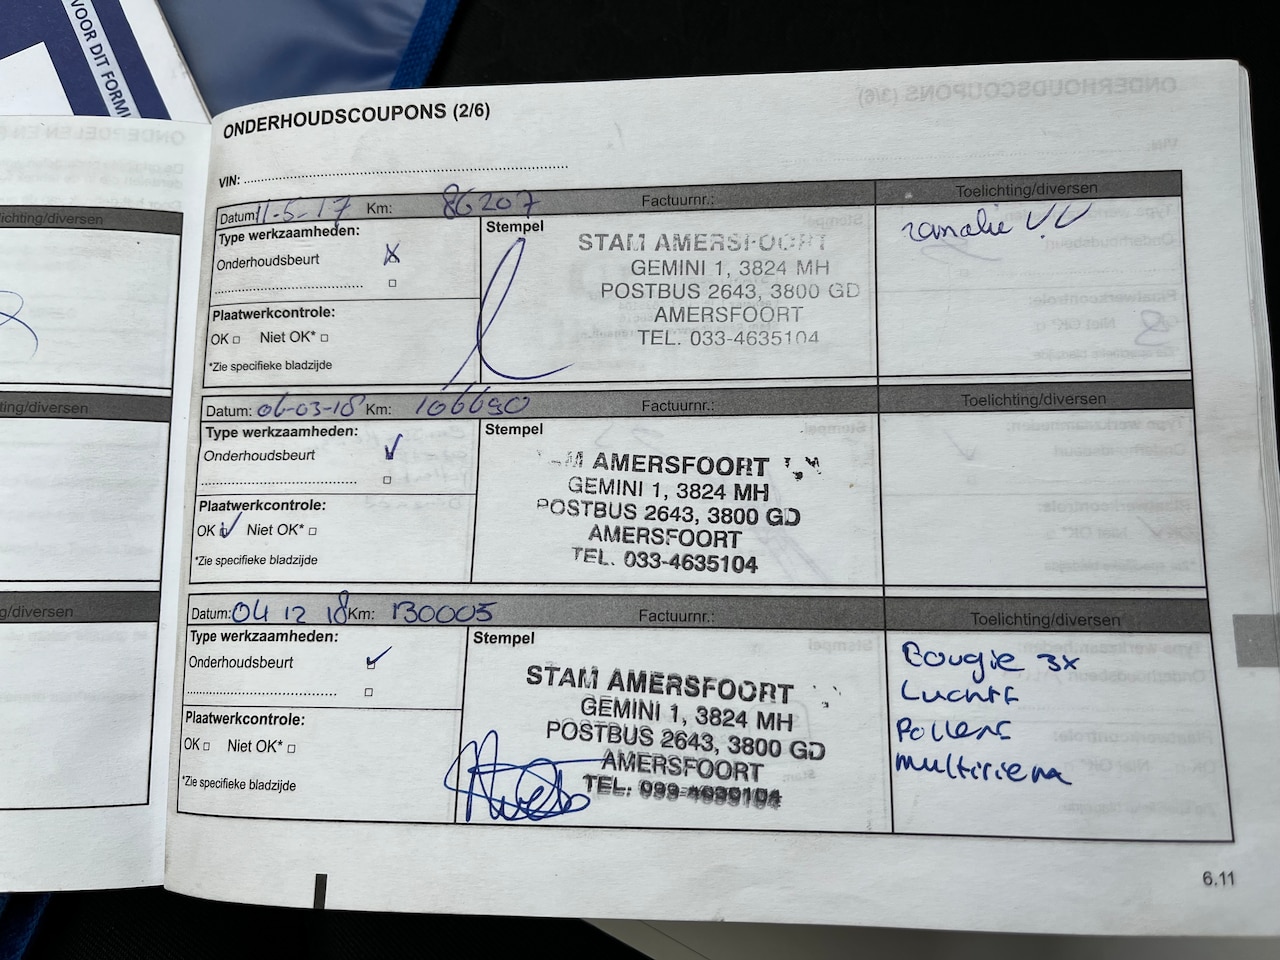 VOOR DIT FORMU
ONDERHOUDSCOUPONS (2/6)
VIN:
Datum: 11-5-17 Km: 86207 Factuurnr.: Toelichting/diversen
Type werkzaamheden:
Onderhoudsbeurt
Plaatwerkcontrole:
OK Niet OK*
*Zie specifieke bladzijde
Stempel
STAM AMERSFOORT
GEMINI 1, 3824 MH
POSTBUS 2643, 3800 GD
AMERSFOORT
TEL. 033-4635104
Datum: 06-03-18 Km: 106690 Factuurnr.: Toelichting/diversen
Type werkzaamheden:
Onderhoudsbeurt
Plaatwerkcontrole:
OK Niet OK*
*Zie specifieke bladzijde
Stempel
AMERSFOORT
GEMINI 1, 3824 MH
POSTBUS 2643, 3800 GD
AMERSFOORT
TEL. 033-4635104
Datum: 04 12 18 Km: 130005 Factuurnr.: Toelichting/diversen
Type werkzaamheden:
Onderhoudsbeurt
Plaatwerkcontrole:
OK Niet OK*
*Zie specifieke bladzijde
Stempel
STAM AMERSFOORT
GEMINI 1, 3824 MH
POSTBUS 2643, 3800 GD
AMERSFOORT
TEL.
Bougie 3x
Luchtf
Pollenf
multiriem
6.11